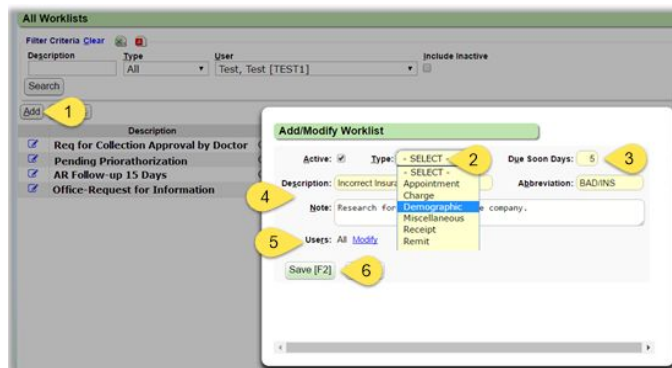 All Worklists
Filter Criteria Clear
Description Type User Include Inactive
All Test, Test [TEST1]
Search
Add 1
Description
Req for Collection Approval by Doctor
Pending Priorathorization
AR Follow-up 15 Days
Office-Request for Information
Add/Modify Worklist
Active: Type: - SELECT - 2 Due Soon Days: 5 3
- SELECT -
Appointment
Charge
Demographic
Miscellaneous
Receipt
Remit
4 Description: Incorrect Abbreviation: BAD/INS
Note: Research for company.
5 Users: All Modify
Save [F2] 6